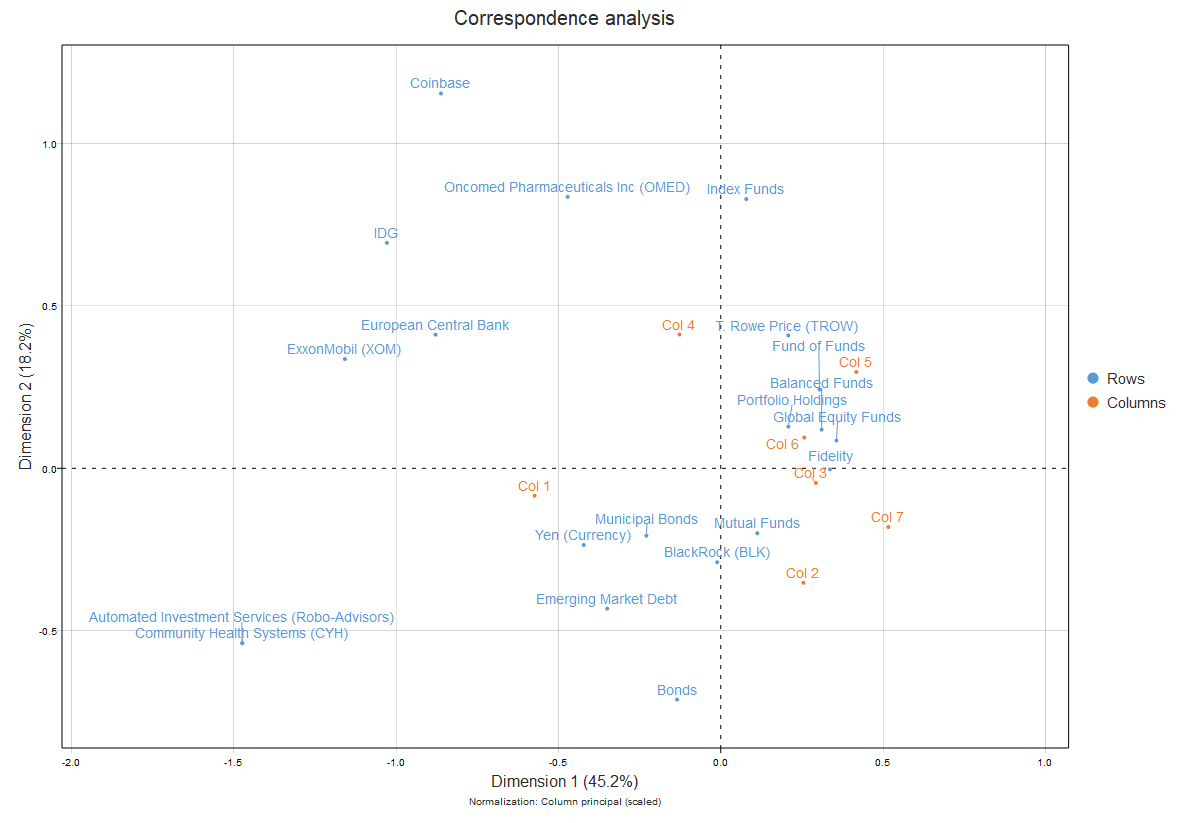 Correspondence analysis
Coinbase
1.0
Oncomed Pharmaceuticals Inc (OMED)
Index Funds
IDG
0.5
European Central Bank
Col 4
T. Rowe Price (TROW)
ExxonMobil (XOM)
Fund of Funds
Col 5
Balanced Funds
Portfolio Holdings
Global Equity Funds
Col 6
Fidelity
0.0
Col 3
Col 1
Municipal Bonds
Mutual Funds
Col 7
Yen (Currency)
BlackRock (BLK)
Col 2
Emerging Market Debt
Automated Investment Services (Robo-Advisors)
Community Health Systems (CYH)
-0.5
Bonds
Dimension 2 (18.2%)
Rows
Columns
-2.0 -1.5 -1.0 -0.5 0.0 0.5 1.0
Dimension 1 (45.2%)
Normalization: Column principal (scaled)